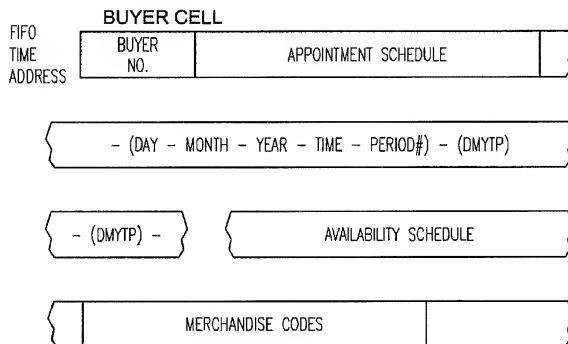 BUYER CELL
FIFO
TIME
ADDRESS
BUYER
NO.
APPOINTMENT SCHEDULE
- (DAY - MONTH - YEAR - TIME - PERIOD#) - (DMYTP)
- (DMYTP) -
AVAILABILITY SCHEDULE
MERCHANDISE CODES